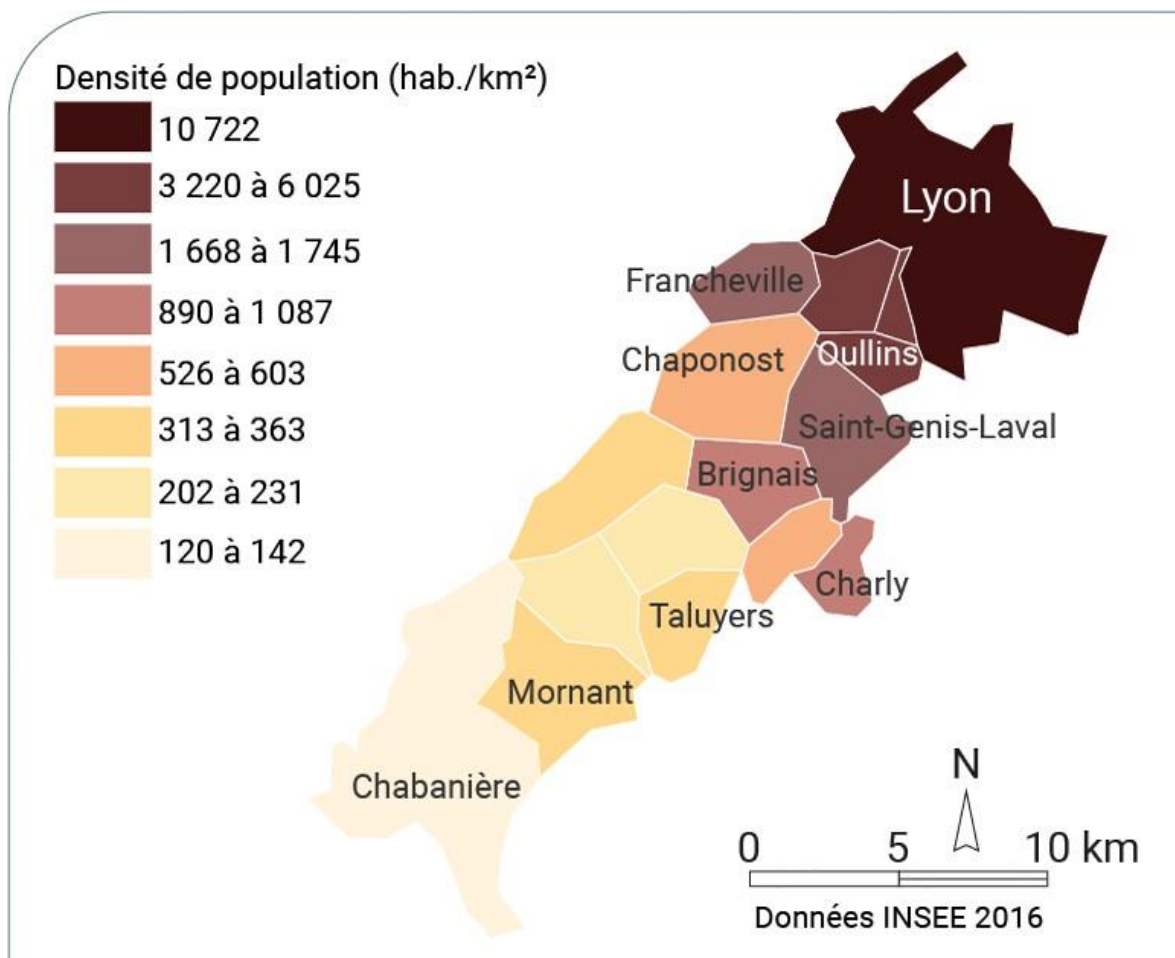 Densité de population (hab./km²)
10 722
3 220 à 6 025
1 668 à 1 745
890 à 1 087
526 à 603
313 à 363
202 à 231
120 à 142
Lyon
Francheville
Chaponost
Oullins
Saint-Genis-Laval
Brignais
Charly
Taluyers
Mornant
Chabanière
N
0 5 10 km
Données INSEE 2016